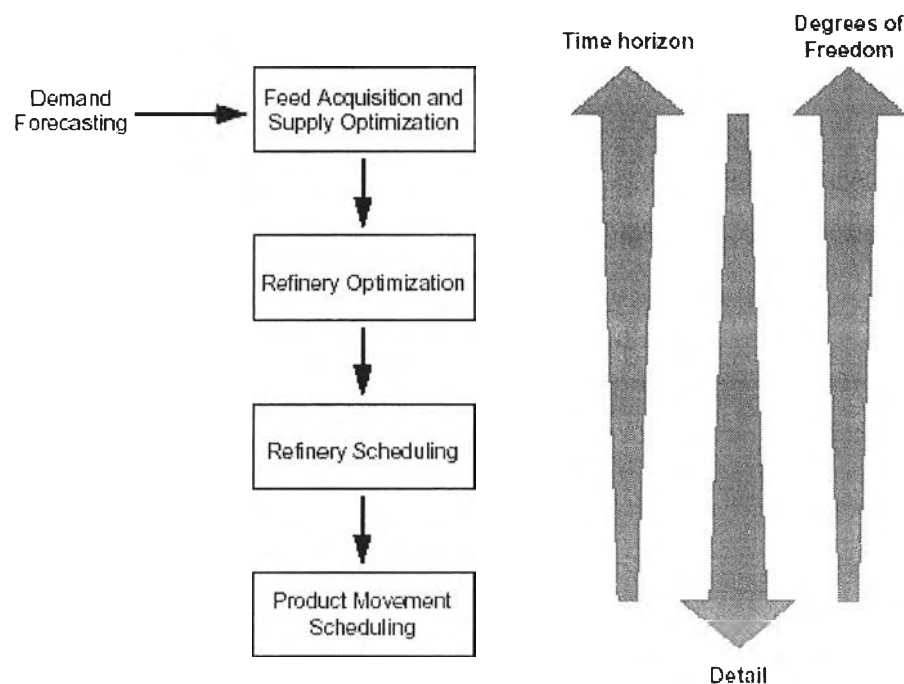 Time horizon
Degrees of
Freedom
Demand
Forecasting
Feed Acquisition and
Supply Optimization
Refinery Optimization
Refinery Scheduling
Product Movement
Scheduling
Detail